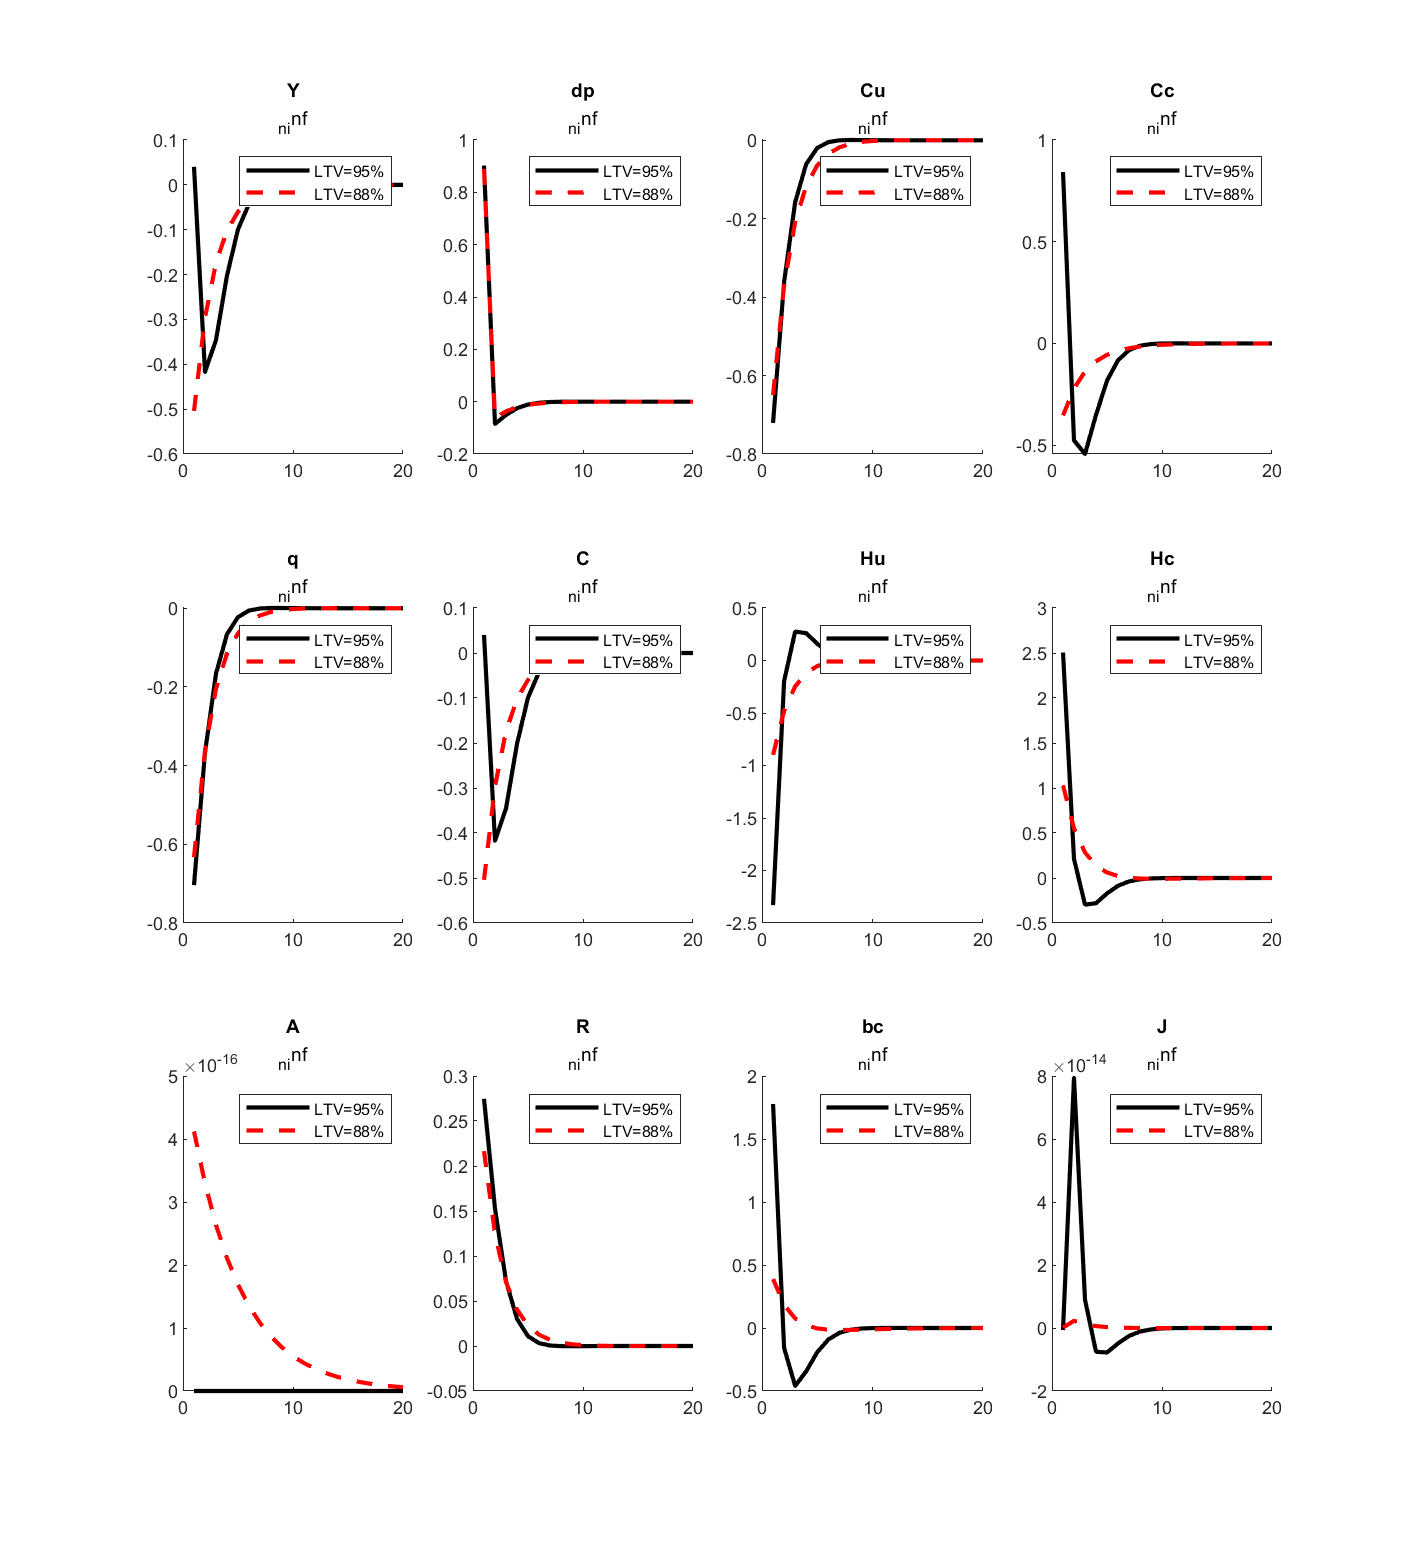 Y
ninf
0.1
0
-0.1
-0.2
-0.3
-0.4
-0.5
-0.6
0 10 20
LTV=95%
LTV=88%
dp
ninf
1
0.8
0.6
0.4
0.2
0
-0.2
0 10 20
LTV=95%
LTV=88%
Cu
ninf
0
-0.2
-0.4
-0.6
-0.8
0 10 20
LTV=95%
LTV=88%
Cc
ninf
1
0.5
0
-0.5
0 10 20
LTV=95%
LTV=88%
q
ninf
0
-0.2
-0.4
-0.6
-0.8
0 10 20
LTV=95%
LTV=88%
C
ninf
0.1
0
-0.1
-0.2
-0.3
-0.4
-0.5
-0.6
0 10 20
LTV=95%
LTV=88%
Hu
ninf
0.5
0
-0.5
-1
-1.5
-2
-2.5
0 10 20
LTV=95%
LTV=88%
Hc
ninf
3
2.5
2
1.5
1
0.5
0
-0.5
0 10 20
LTV=95%
LTV=88%
A
ninf
×10-16
5
4
3
2
1
0
0 10 20
LTV=95%
LTV=88%
R
ninf
0.3
0.25
0.2
0.15
0.1
0.05
0
-0.05
0 10 20
LTV=95%
LTV=88%
bc
ninf
2
1.5
1
0.5
0
-0.5
0 10 20
LTV=95%
LTV=88%
J
ninf
×10-14
8
6
4
2
0
-2
0 10 20
LTV=95%
LTV=88%